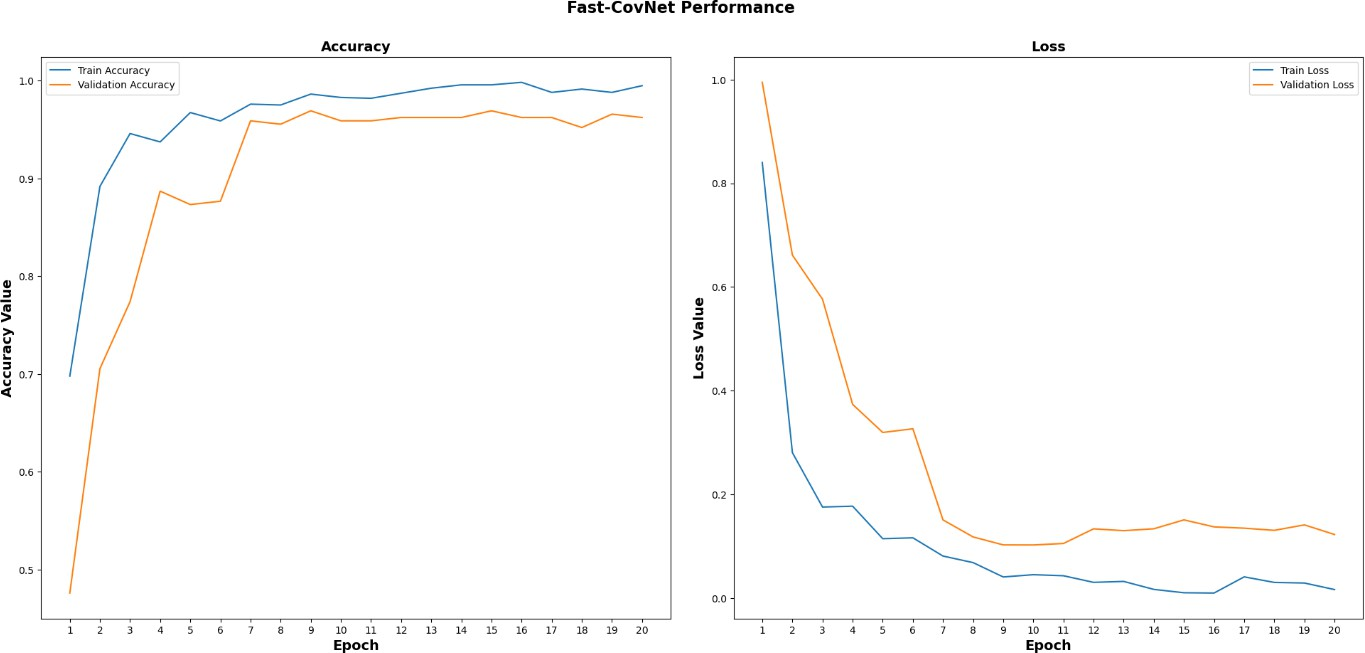 Fast-CovNet Performance
Accuracy
Train Accuracy
Validation Accuracy
1.0
0.9
0.8
0.7
0.6
0.5
Accuracy Value
1 2 3 4 5 6 7 8 9 10 11 12 13 14 15 16 17 18 19 20
Epoch
Loss
Train Loss
Validation Loss
1.0
0.8
0.6
0.4
0.2
0.0
Loss Value
1 2 3 4 5 6 7 8 9 10 11 12 13 14 15 16 17 18 19 20
Epoch